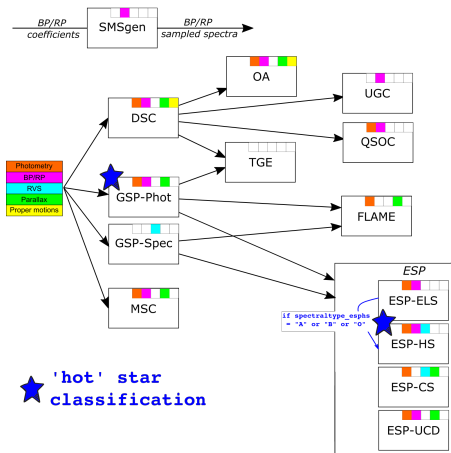 BP/RP
coefficients
SMSgen
BP/RP
sampled spectra
OA
UGC
DSC
QSOC
TGE
Photometry
BP/RP
RVS
Parallax
Proper motions
GSP-Phot
FLAME
GSP-Spec
MSC
ESP
ESP-ELS
if spectraltype_esphs
= "A" or "B" or "O"
ESP-HS
ESP-CS
ESP-UCD
'hot' star
classification